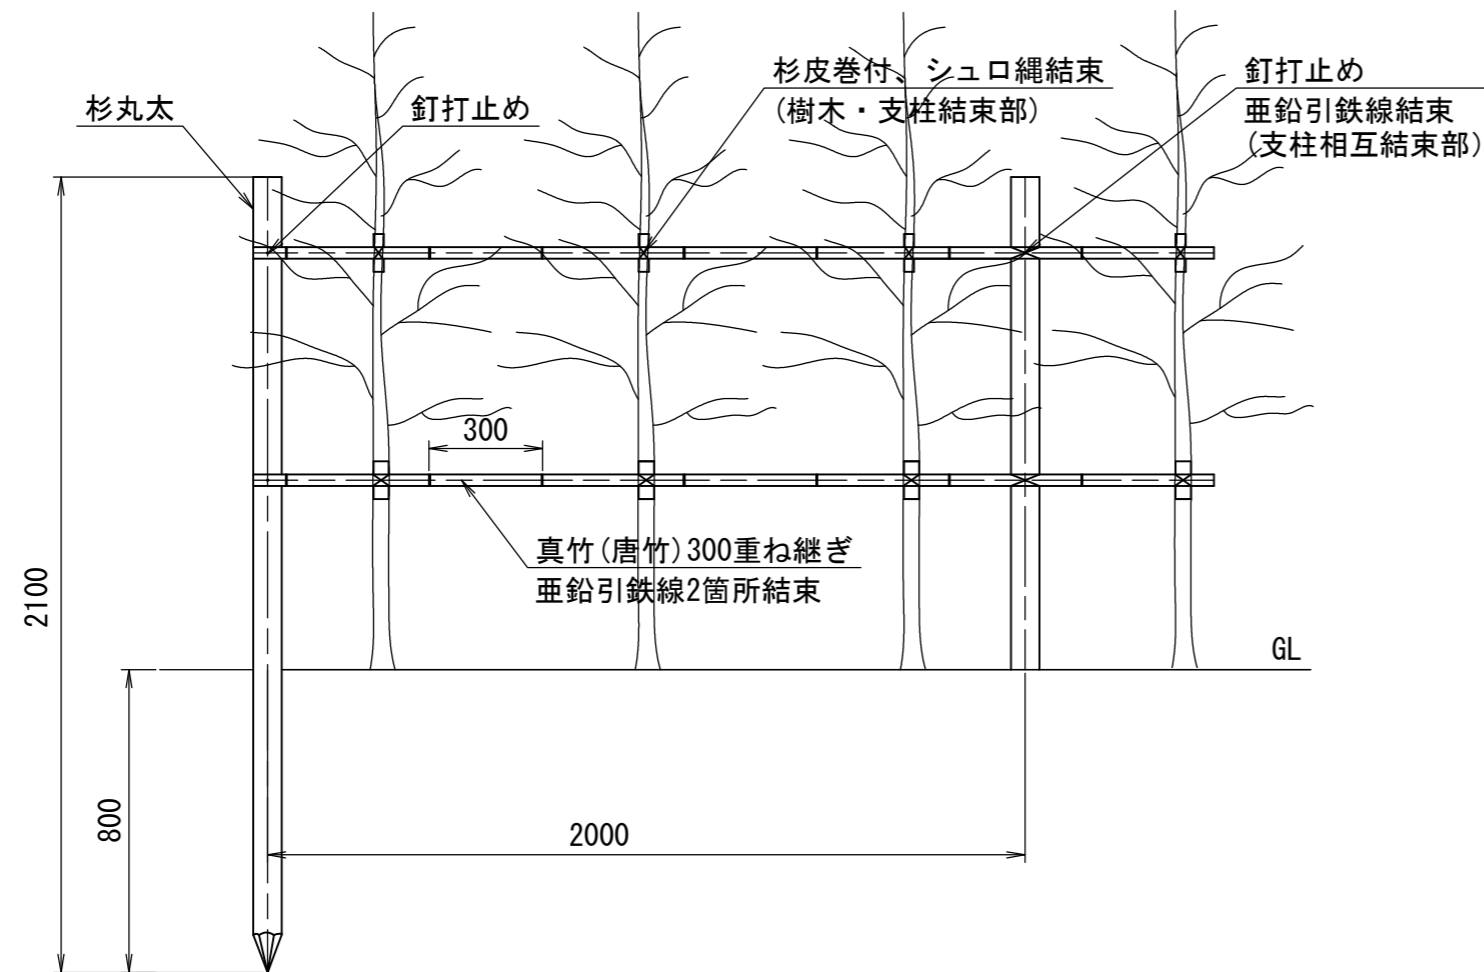 杉丸太
釘打止め
杉皮巻付、シュロ縄結束
(樹木・支柱結束部)
釘打止め
亜鉛引鉄線結束
(支柱相互結束部)
300
真竹(唐竹)300重ね継ぎ
亜鉛引鉄線2箇所結束
2100
GL
800
2000